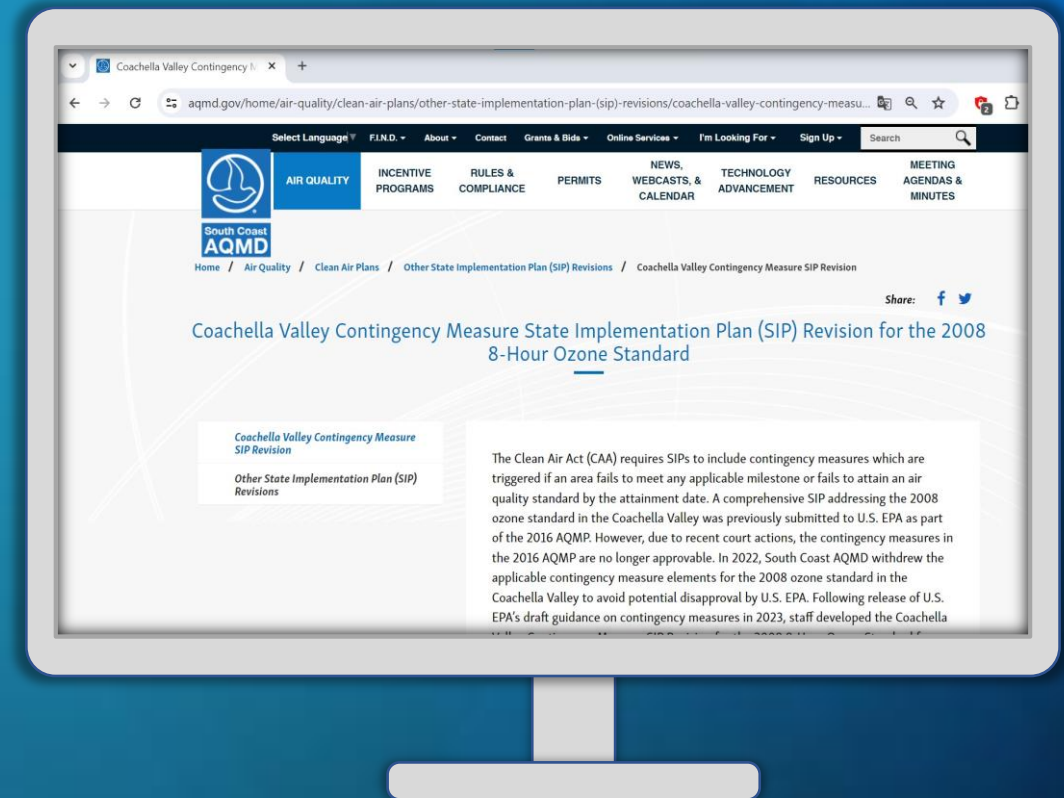 Coachella Valley Contingency M
aqmd.gov/home/air-quality/clean-air-plans/other-state-implementation-plan-(sip)-revisions/coachella-valley-contingency-measu...
2
Select Language▼ F.I.N.D. About Contact Grants & Bids Online Services I'm Looking For Sign Up Search
AIR QUALITY INCENTIVE PROGRAMS RULES & COMPLIANCE PERMITS NEWS, WEBCASTS, & CALENDAR TECHNOLOGY ADVANCEMENT RESOURCES MEETING AGENDAS & MINUTES
South Coast
AQMD
Home / Air Quality / Clean Air Plans / Other State Implementation Plan (SIP) Revisions / Coachella Valley Contingency Measure SIP Revision
Share:
Coachella Valley Contingency Measure State Implementation Plan (SIP) Revision for the 2008
8-Hour Ozone Standard
Coachella Valley Contingency Measure
SIP Revision
Other State Implementation Plan (SIP)
Revisions
The Clean Air Act (CAA) requires SIPs to include contingency measures which are
triggered if an area fails to meet any applicable milestone or fails to attain an air
quality standard by the attainment date. A comprehensive SIP addressing the 2008
ozone standard in the Coachella Valley was previously submitted to U.S. EPA as part
of the 2016 AQMP. However, due to recent court actions, the contingency measures in
the 2016 AQMP are no longer approvable. In 2022, South Coast AQMD withdrew the
applicable contingency measure elements for the 2008 ozone standard in the
Coachella Valley to avoid potential disapproval by U.S. EPA. Following release of U.S.
EPA's draft guidance on contingency measures in 2023, staff developed the Coachella